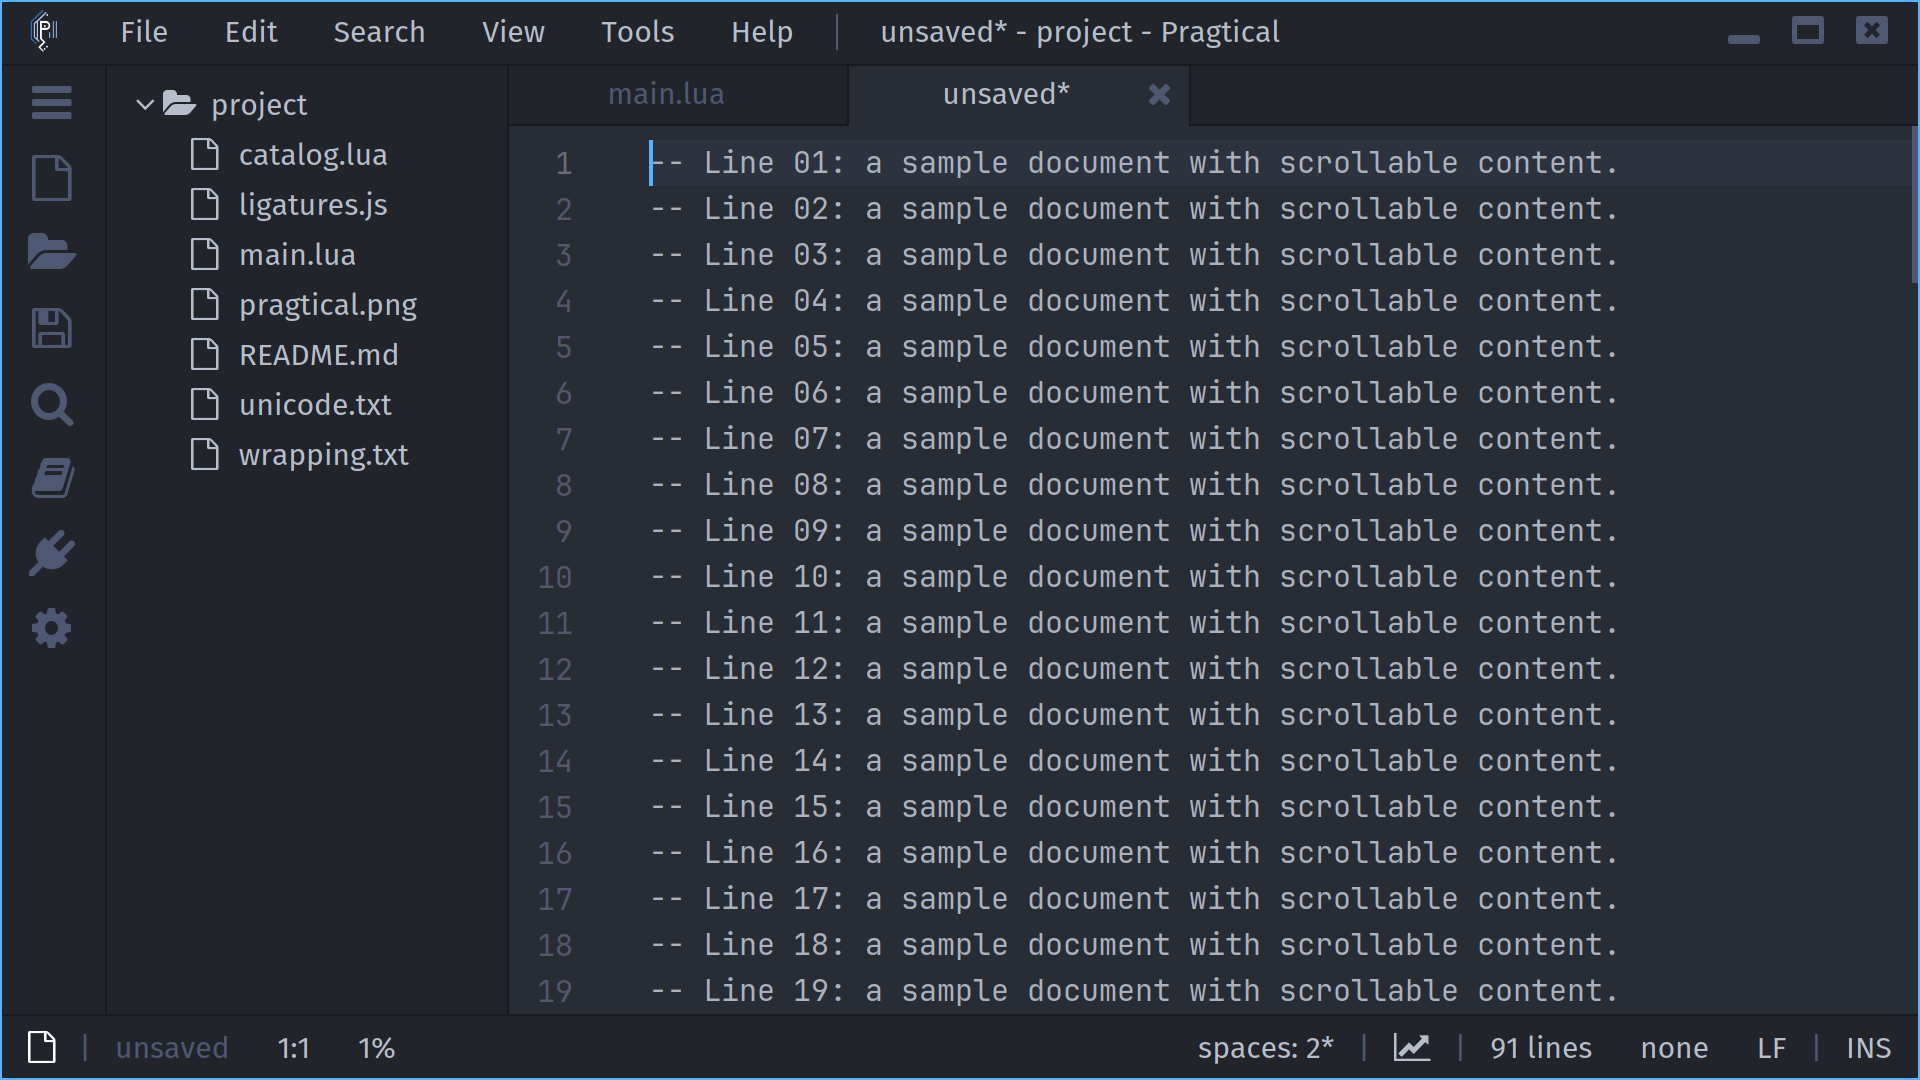 File Edit Search View Tools Help unsaved* - project - Pragtical
project
catalog.lua
ligatures.js
main.lua
pragtical.png
README.md
unicode.txt
wrapping.txt
main.lua unsaved*
1 -- Line 01: a sample document with scrollable content.
2 -- Line 02: a sample document with scrollable content.
3 -- Line 03: a sample document with scrollable content.
4 -- Line 04: a sample document with scrollable content.
5 -- Line 05: a sample document with scrollable content.
6 -- Line 06: a sample document with scrollable content.
7 -- Line 07: a sample document with scrollable content.
8 -- Line 08: a sample document with scrollable content.
9 -- Line 09: a sample document with scrollable content.
10 -- Line 10: a sample document with scrollable content.
11 -- Line 11: a sample document with scrollable content.
12 -- Line 12: a sample document with scrollable content.
13 -- Line 13: a sample document with scrollable content.
14 -- Line 14: a sample document with scrollable content.
15 -- Line 15: a sample document with scrollable content.
16 -- Line 16: a sample document with scrollable content.
17 -- Line 17: a sample document with scrollable content.
18 -- Line 18: a sample document with scrollable content.
19 -- Line 19: a sample document with scrollable content.
unsaved 1:1 1% spaces: 2* 91 lines none LF INS